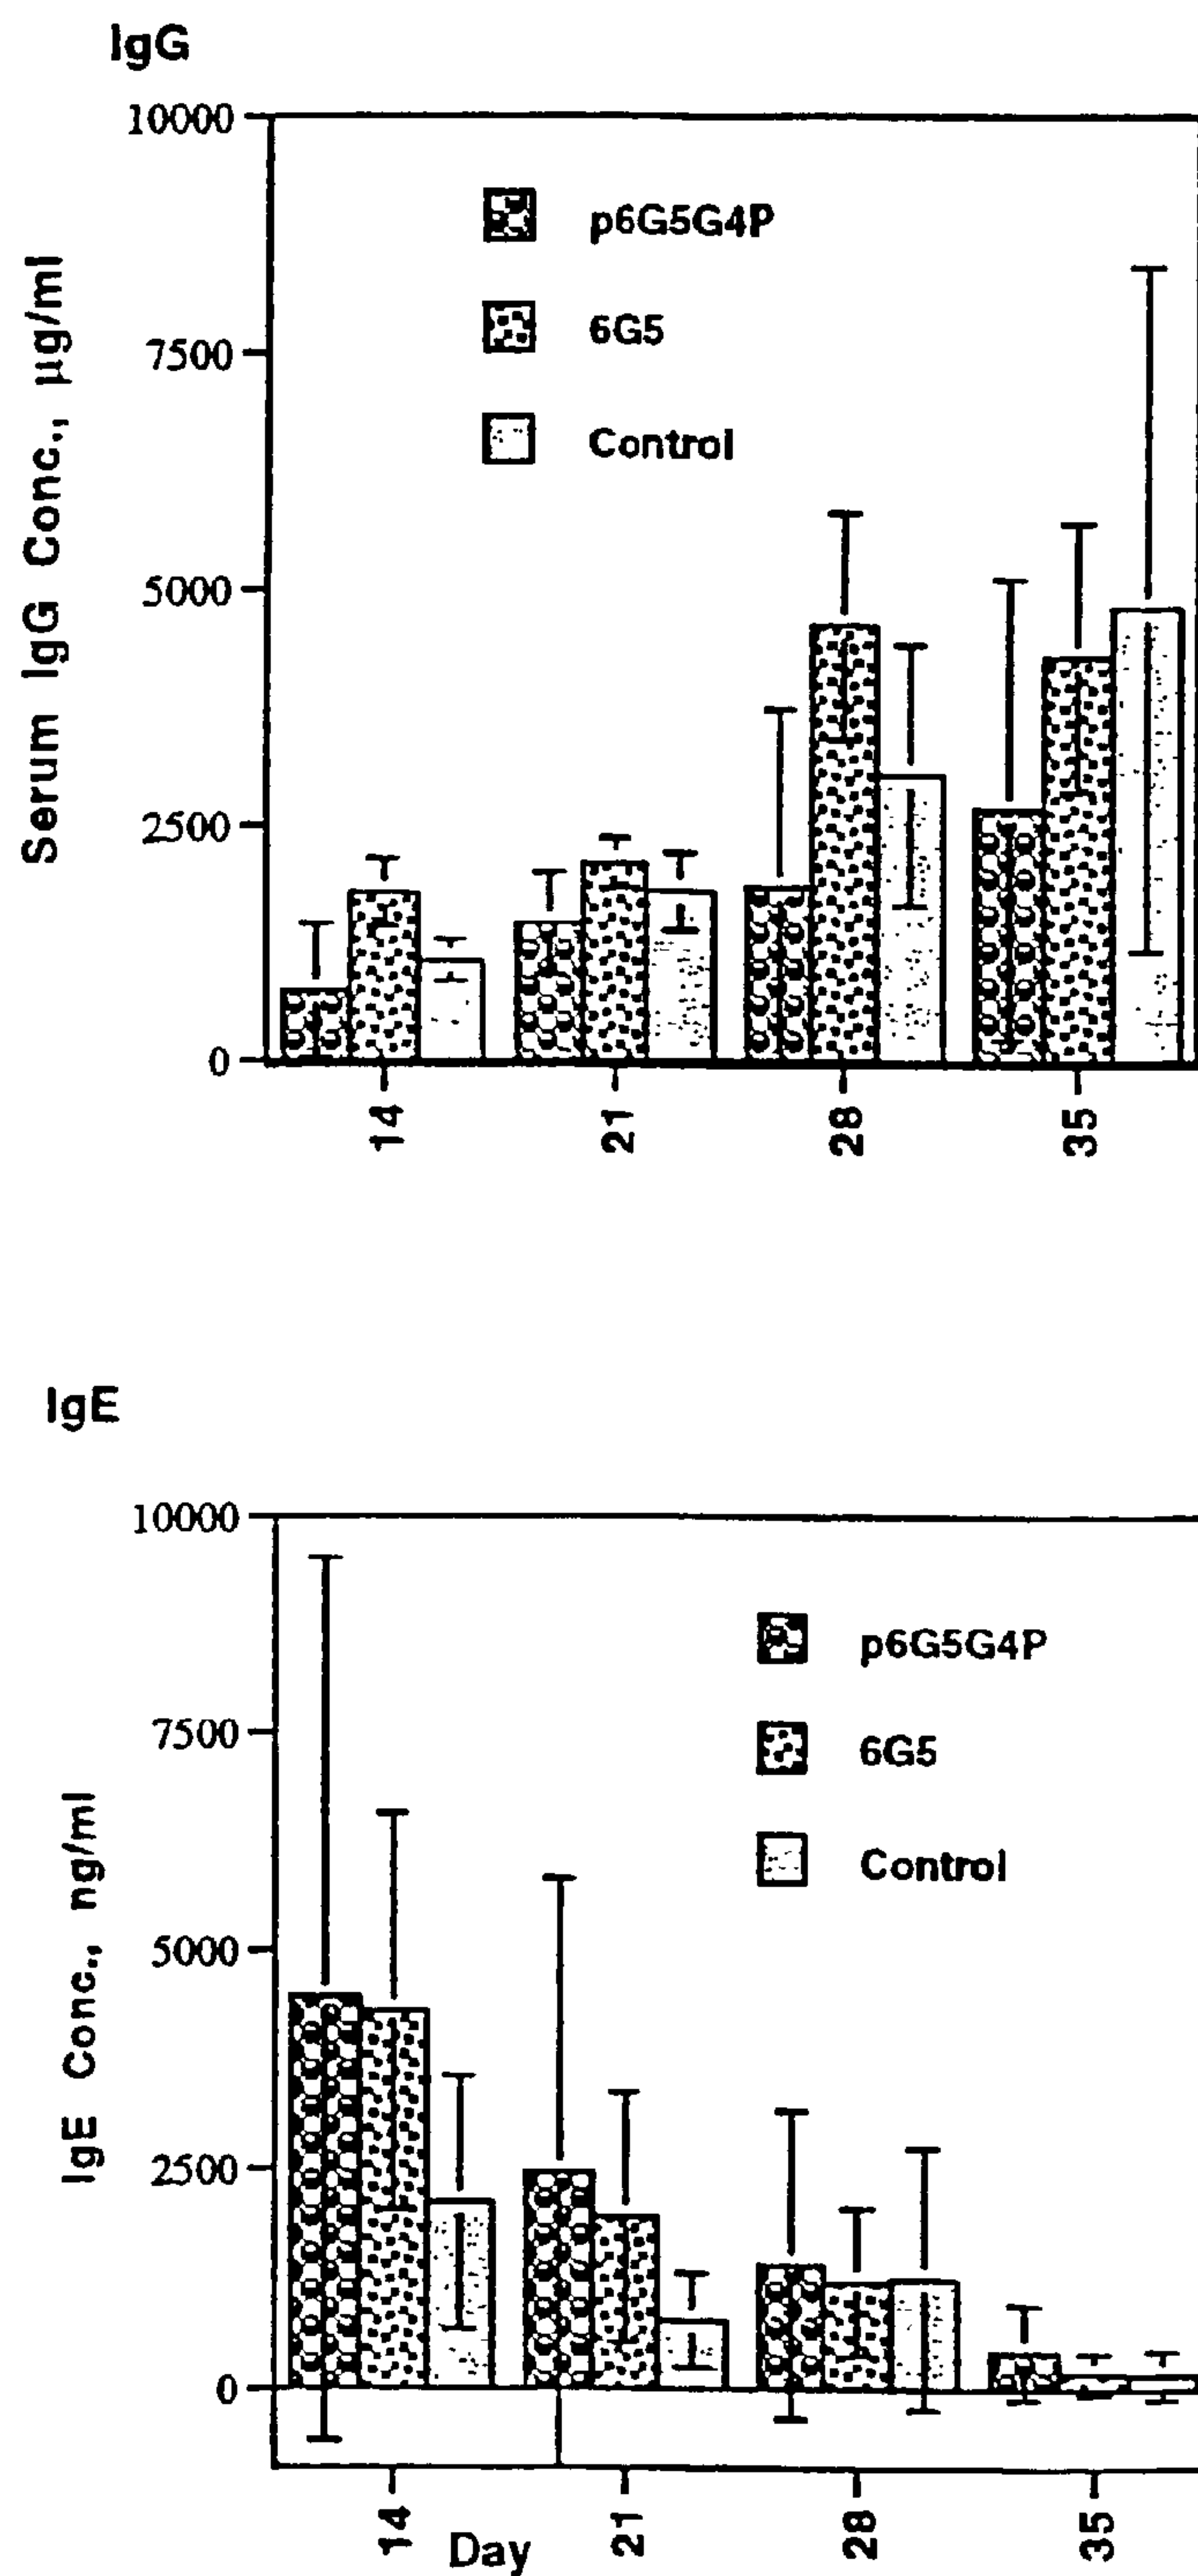 IgG
10000
7500
5000
2500
0
Serum IgG Conc., µg/ml
p6G5G4P
6G5
Control
14
21
28
35
IgE
10000
7500
5000
2500
0
IgE Conc., ng/ml
p6G5G4P
6G5
Control
14
21
28
35
Day